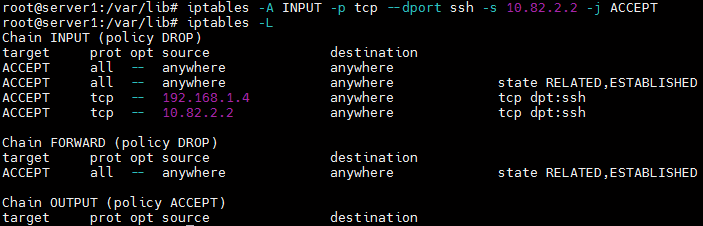 root@server1:/var/lib# iptables -A INPUT -p tcp --dport ssh -s 10.82.2.2 -j ACCEPT
root@server1:/var/lib# iptables -L
Chain INPUT (policy DROP)
target     prot opt source               destination
ACCEPT     all  --  anywhere             anywhere
ACCEPT     all  --  anywhere             anywhere             state RELATED,ESTABLISHED
ACCEPT     tcp  --  192.168.1.4          anywhere             tcp dpt:ssh
ACCEPT     tcp  --  10.82.2.2            anywhere             tcp dpt:ssh
Chain FORWARD (policy DROP)
target     prot opt source               destination
ACCEPT     all  --  anywhere             anywhere             state RELATED,ESTABLISHED
Chain OUTPUT (policy ACCEPT)
target     prot opt source               destination